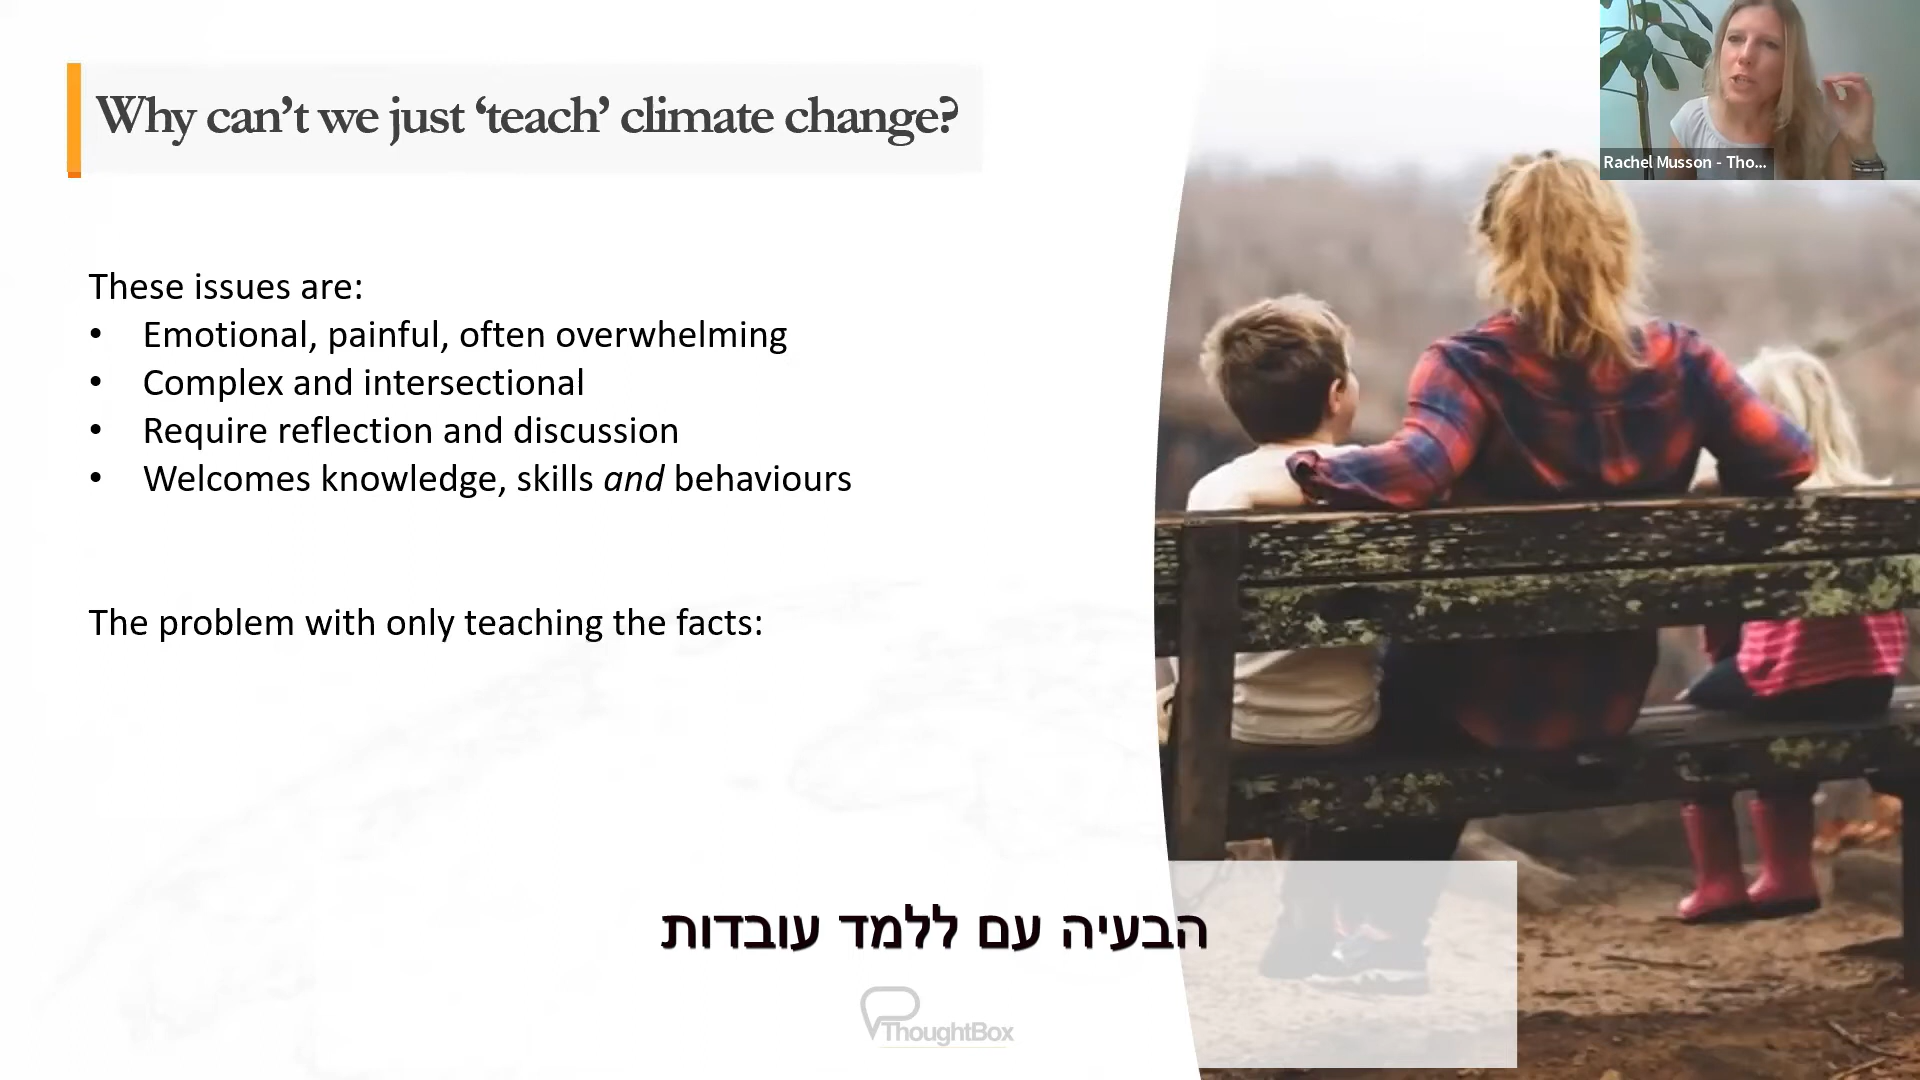 Why can’t we just ‘teach’ climate change?
Rachel Musson - Tho...
These issues are:
• Emotional, painful, often overwhelming
• Complex and intersectional
• Require reflection and discussion
• Welcomes knowledge, skills and behaviours
The problem with only teaching the facts:
הבעיה עם ללמד עובדות
ThoughtBox